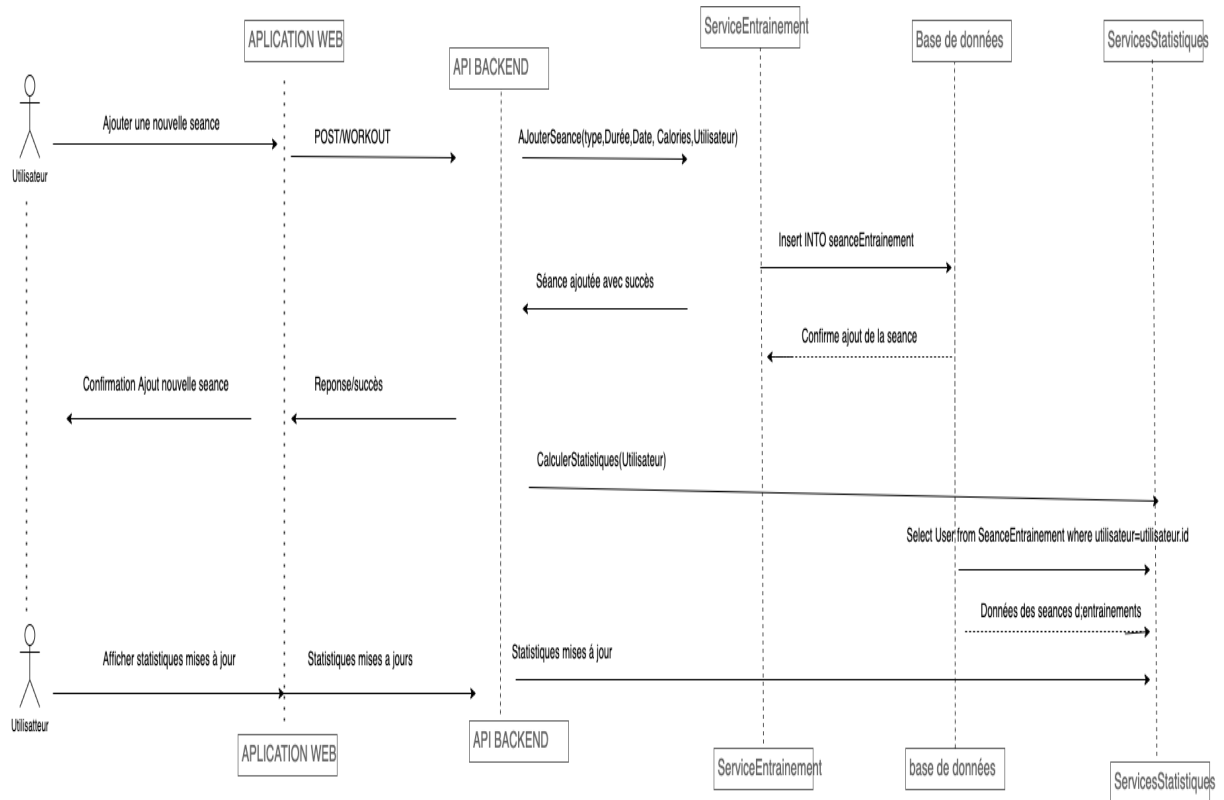 ServiceEntrainement
Base de données
ServicesStatistiques
APLICATION WEB
API BACKEND
Ajouter une nouvelle seance
POST/WORKOUT
AJouterSeance(type,Durée,Date, Calories,Utilisateur)
Utilisateur
Insert INTO seanceEntrainement
Séance ajoutée avec succès
Confirme ajout de la seance
Confirmation Ajout nouvelle seance
Reponse/succès
CalculerStatistiques(Utilisateur)
Select User from SeanceEntrainement where utilisateur=utilisateur.id
Données des seances d;entrainements
Afficher statistiques mises à jour
Statistiques mises a jours
Statistiques mises á jour
Utilisatteur
APLICATION WEB
API BACKEND
ServiceEntrainement
base de données
ServicesStatistiques